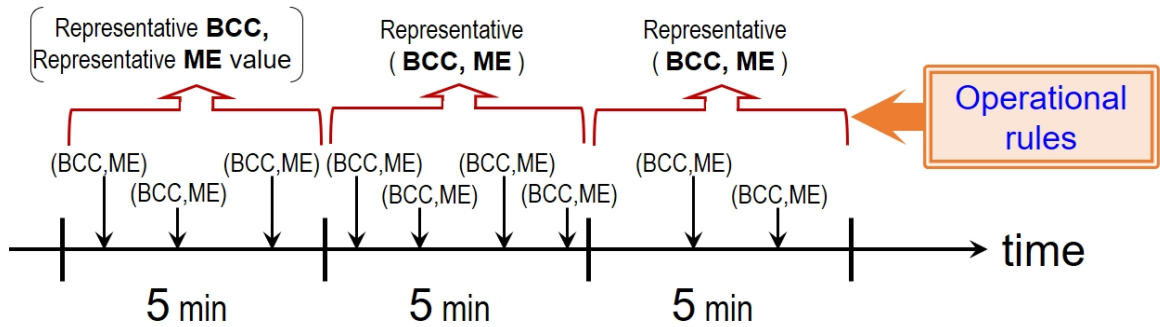 Representative BCC,
Representative ME value
Representative
( BCC, ME )
Representative
( BCC, ME )
Operational
rules
(BCC,ME)
(BCC,ME)
(BCC,ME)
(BCC,ME)
(BCC,ME)
(BCC,ME)
(BCC,ME)
(BCC,ME)
(BCC,ME)
time
5 min
5 min
5 min